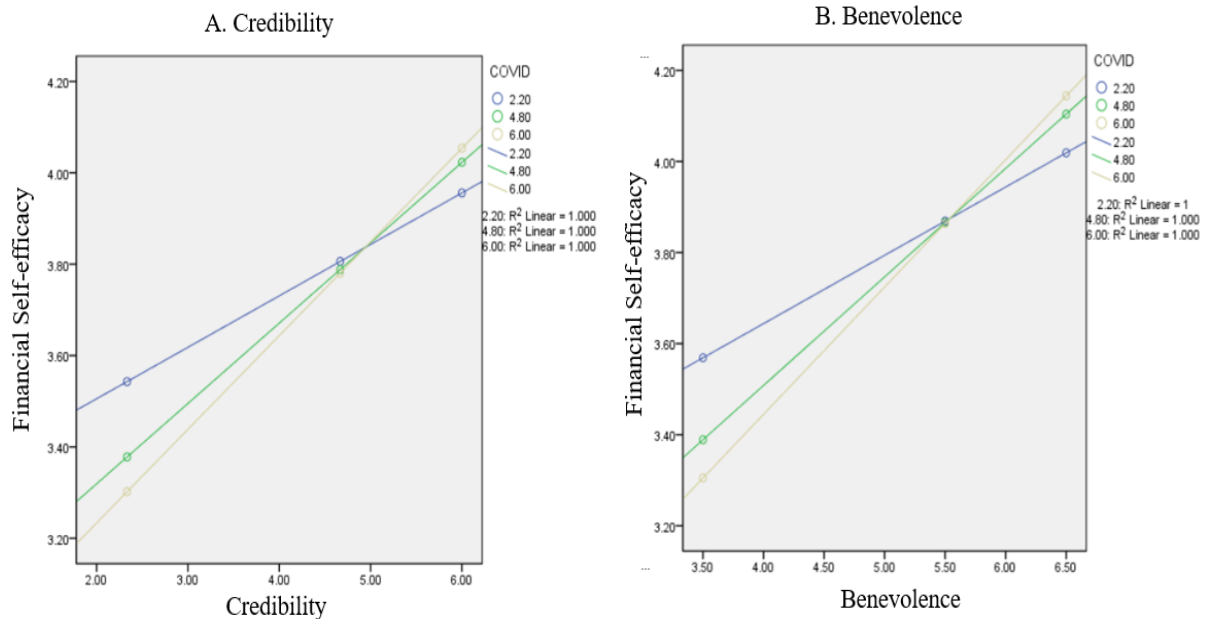 A. Credibility
4.20
4.00
3.80
3.60
3.40
3.20
Financial Self-efficacy
2.00 3.00 4.00 5.00 6.00
Credibility
COVID
2.20
4.80
6.00
2.20
4.80
6.00
2.20: R² Linear = 1.000
4.80: R² Linear = 1.000
6.00: R² Linear = 1.000
B. Benevolence
...
4.20
4.00
3.80
3.60
3.40
3.20
...
Financial Self-efficacy
3.50 4.00 4.50 5.00 5.50 6.00 6.50
Benevolence
COVID
2.20
4.80
6.00
2.20
4.80
6.00
2.20: R² Linear = 1
4.80: R² Linear = 1.000
6.00: R² Linear = 1.000